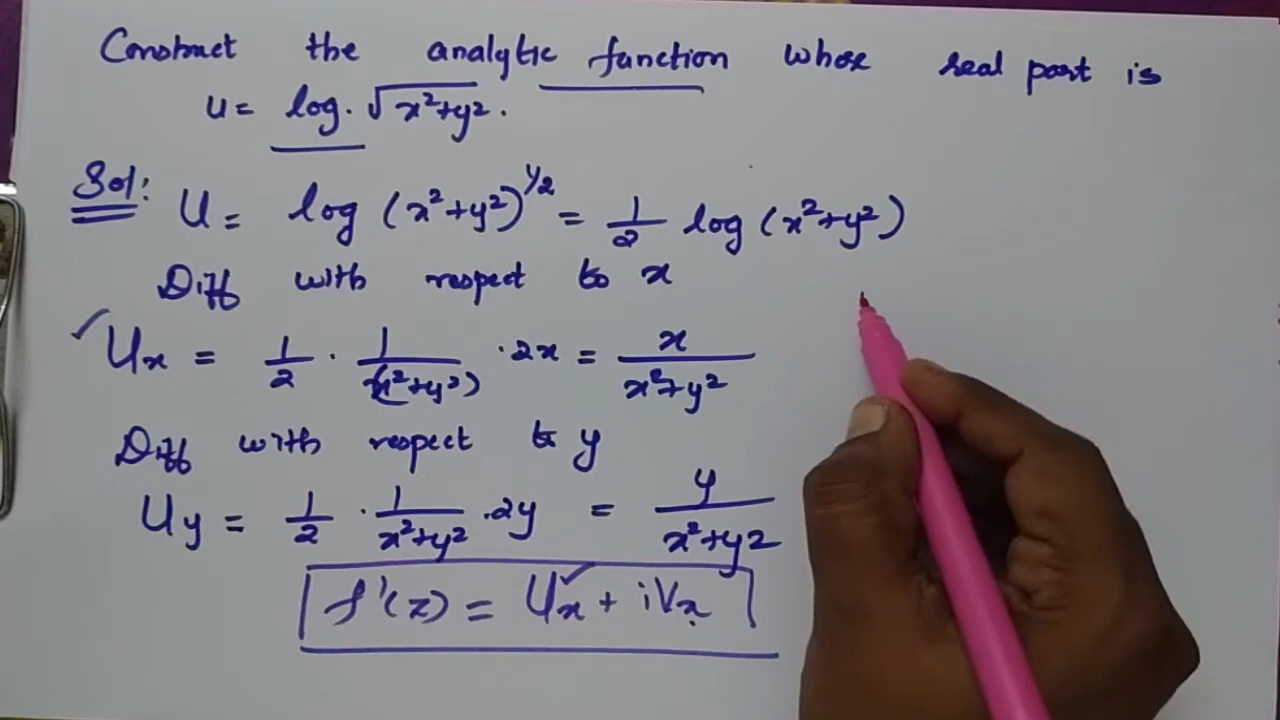 Construct the analytic function whose real part is
u = log. √x²+y².
Sol: U = log (x²+y²)^1/2 = 1/2 log (x²+y²)
Diff with respect to x
✓Ux = 1/2 · 1/(x²+y²) · 2x = x/x²+y²
Diff with respect to y
Uy = 1/2 · 1/x²+y² · 2y = y/x²+y2
f'(z) = Ux✓ + iVx